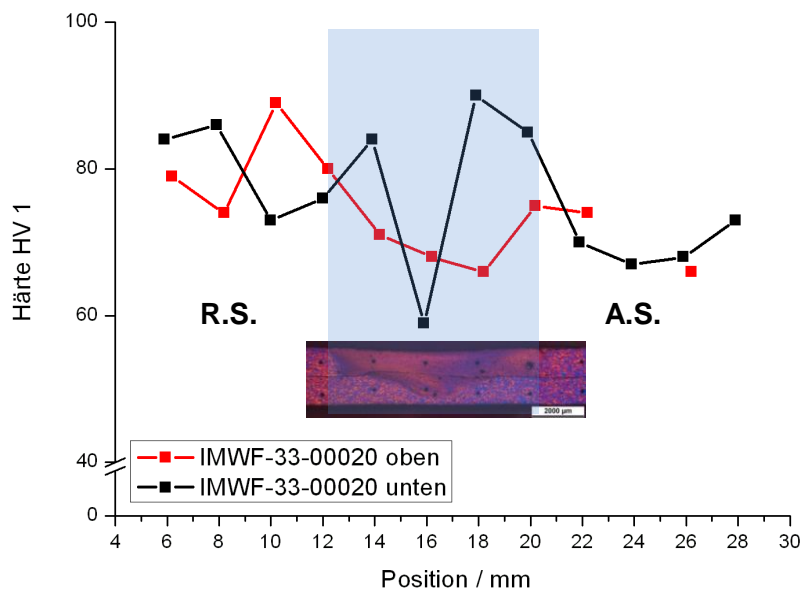 100
80
60
40
0
Härte HV 1
R.S.
A.S.
2000 µm
IMWF-33-00020 oben
IMWF-33-00020 unten
4 6 8 10 12 14 16 18 20 22 24 26 28 30
Position / mm